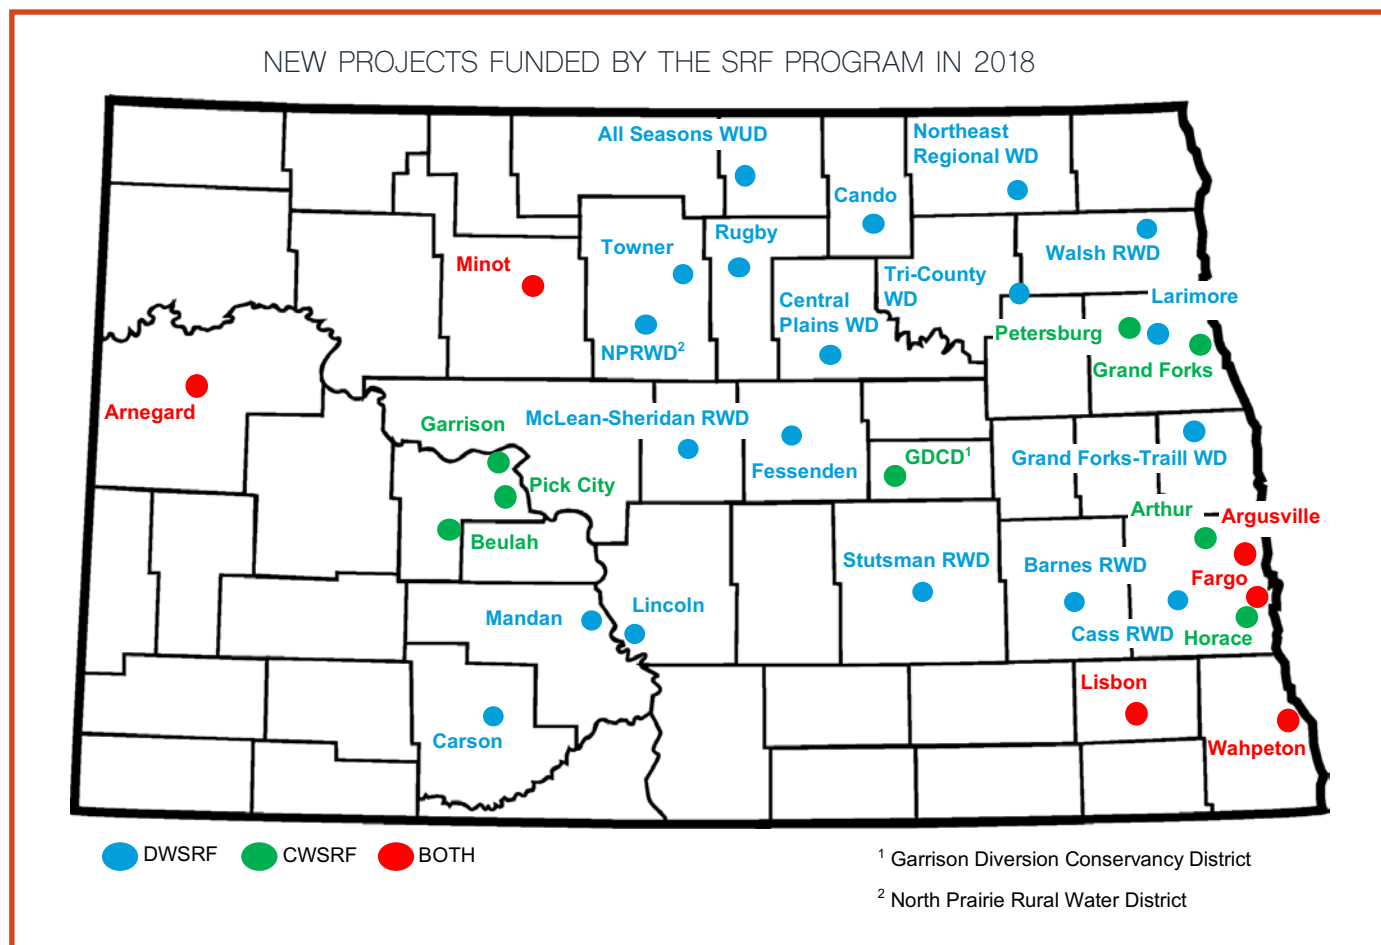 NEW PROJECTS FUNDED BY THE SRF PROGRAM IN 2018
All Seasons WUD
Northeast
Regional WD
Cando
Rugby
Towner
Minot
Walsh RWD
Tri-County
WD
Central
Plains WD
Larimore
Petersburg
NPRWD²
Grand Forks
Arnegard
Garrison
McLean-Sheridan RWD
Fessenden
GDCD¹
Grand Forks-Traill WD
Pick City
Arthur
Argusville
Beulah
Stutsman RWD
Barnes RWD
Fargo
Mandan
Lincoln
Cass RWD
Horace
Lisbon
Carson
Wahpeton
DWSRF
CWSRF
BOTH
¹ Garrison Diversion Conservancy District
² North Prairie Rural Water District